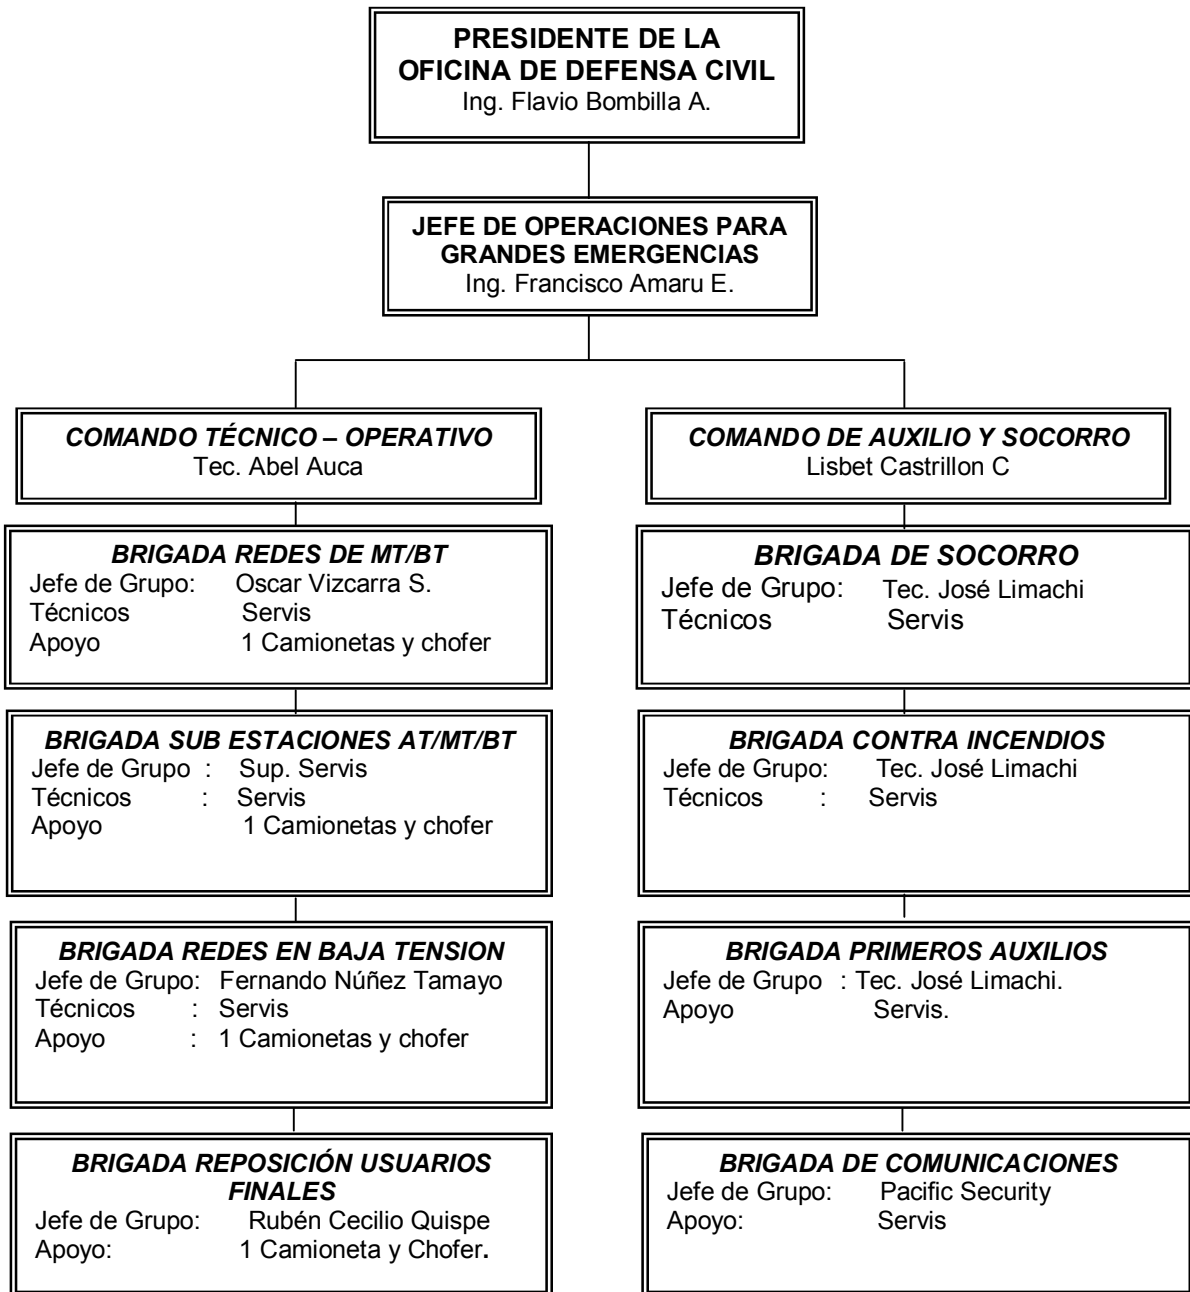 PRESIDENTE DE LA
OFICINA DE DEFENSA CIVIL
Ing. Flavio Bombilla A.
JEFE DE OPERACIONES PARA
GRANDES EMERGENCIAS
Ing. Francisco Amaru E.
COMANDO TÉCNICO – OPERATIVO
Tec. Abel Auca
BRIGADA REDES DE MT/BT
Jefe de Grupo: Oscar Vizcarra S.
Técnicos Servis
Apoyo 1 Camionetas y chofer
BRIGADA SUB ESTACIONES AT/MT/BT
Jefe de Grupo : Sup. Servis
Técnicos : Servis
Apoyo 1 Camionetas y chofer
BRIGADA REDES EN BAJA TENSION
Jefe de Grupo: Fernando Núñez Tamayo
Técnicos : Servis
Apoyo : 1 Camionetas y chofer
BRIGADA REPOSICIÓN USUARIOS
FINALES
Jefe de Grupo: Rubén Cecilio Quispe
Apoyo: 1 Camioneta y Chofer.
COMANDO DE AUXILIO Y SOCORRO
Lisbet Castrillon C
BRIGADA DE SOCORRO
Jefe de Grupo: Tec. José Limachi
Técnicos Servis
BRIGADA CONTRA INCENDIOS
Jefe de Grupo: Tec. José Limachi
Técnicos : Servis
BRIGADA PRIMEROS AUXILIOS
Jefe de Grupo : Tec. José Limachi.
Apoyo Servis.
BRIGADA DE COMUNICACIONES
Jefe de Grupo: Pacific Security
Apoyo: Servis